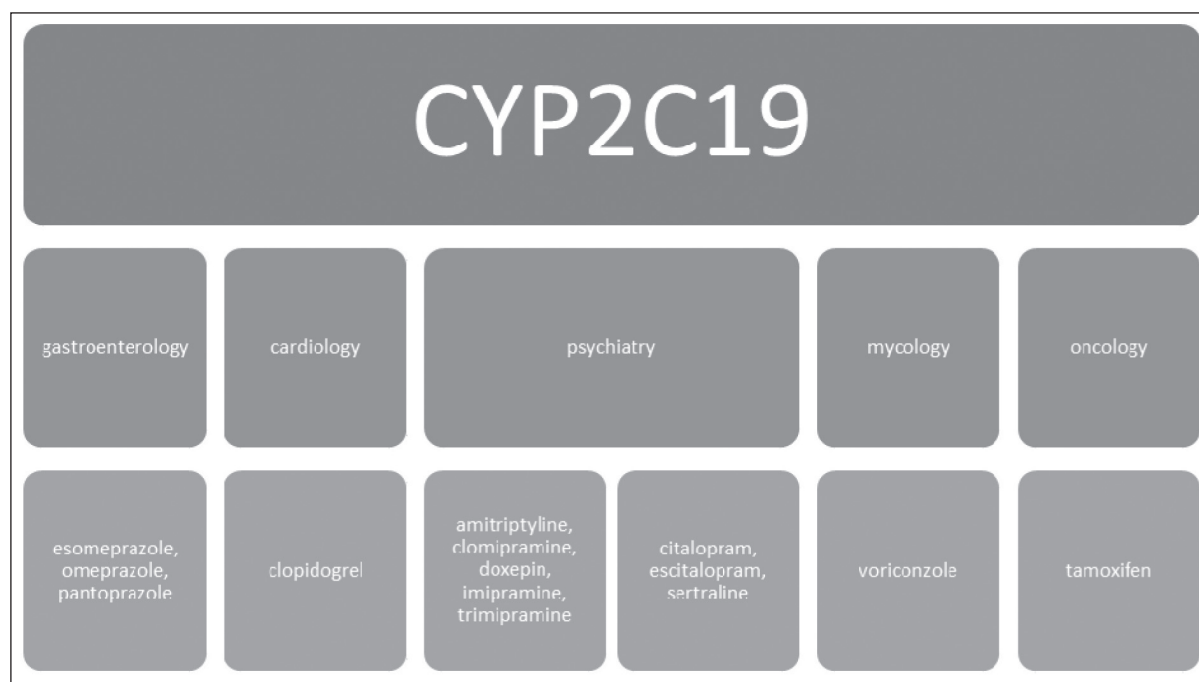 CYP2C19
gastroenterology
cardiology
psychiatry
mycology
oncology
esomeprazole,
omeprazole,
pantoprazole
clopidogrel
amitriptyline,
clomipramine,
doxepin,
imipramine,
trimipramine
citalopram,
escitalopram,
sertraline
voriconzole
tamoxifen